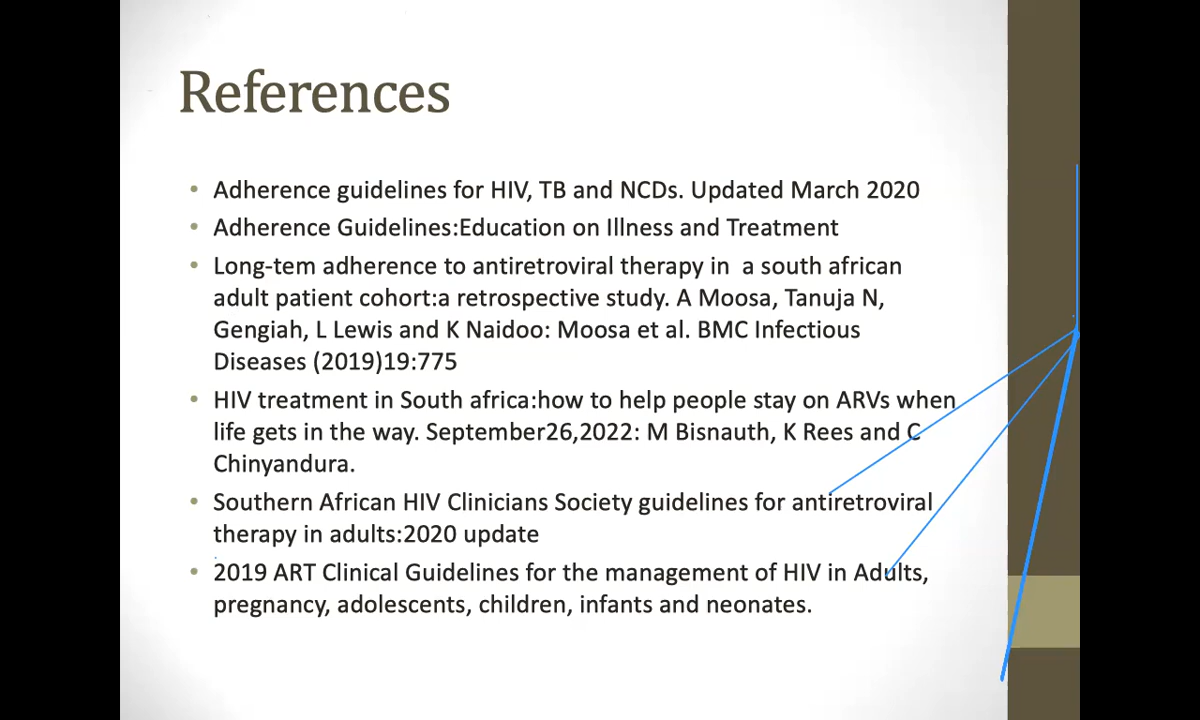 References
• Adherence guidelines for HIV, TB and NCDs. Updated March 2020
• Adherence Guidelines:Education on Illness and Treatment
• Long-tem adherence to antiretroviral therapy in a south african
adult patient cohort:a retrospective study. A Moosa, Tanuja N,
Gengiah, L Lewis and K Naidoo: Moosa et al. BMC Infectious
Diseases (2019)19:775
• HIV treatment in South africa:how to help people stay on ARVs when
life gets in the way. September26,2022: M Bisnauth, K Rees and C
Chinyandura.
• Southern African HIV Clinicians Society guidelines for antiretroviral
therapy in adults:2020 update
• 2019 ART Clinical Guidelines for the management of HIV in Adults,
pregnancy, adolescents, children, infants and neonates.